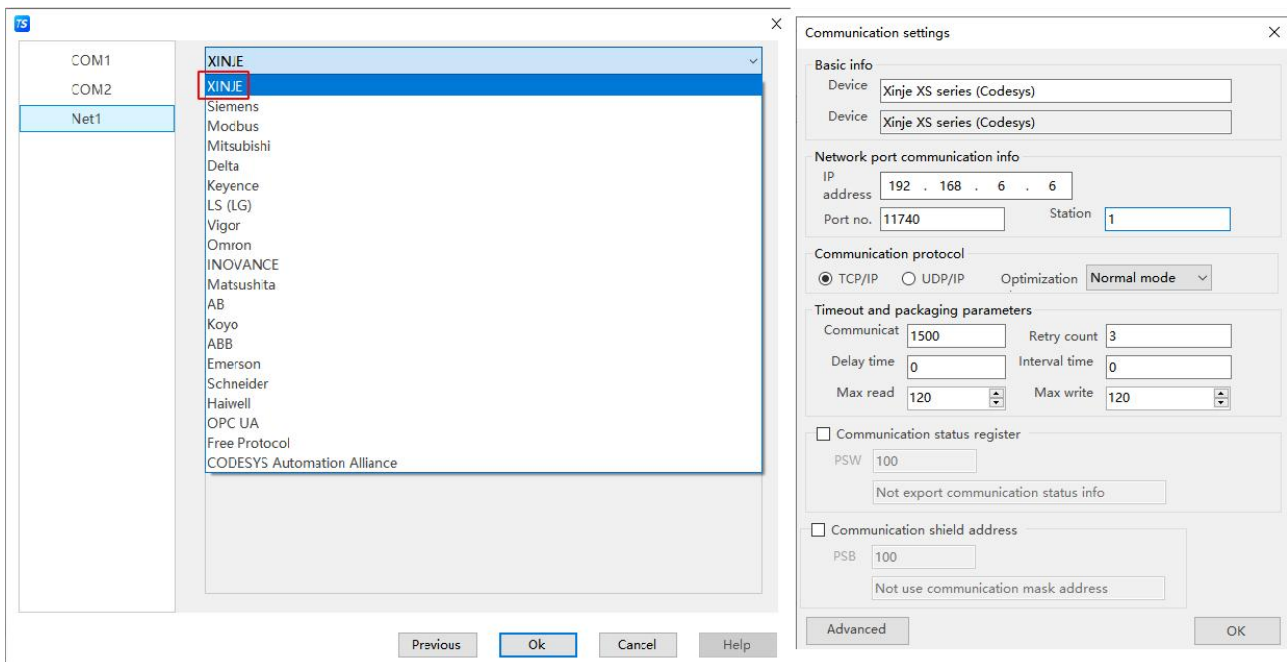 TS
COM1
COM2
Net1
XINJE
XINJE
Siemens
Modbus
Mitsubishi
Delta
Keyence
LS (LG)
Vigor
Omron
INOVANCE
Matsushita
AB
Koyo
ABB
Emerson
Schneider
Haiwell
OPC UA
Free Protocol
CODESYS Automation Alliance
Previous
Ok
Cancel
Help
Communication settings
Basic info
Device Xinje XS series (Codesys)
Device Xinje XS series (Codesys)
Network port communication info
IP address 192 . 168 . 6 . 6
Port no. 11740 Station 1
Communication protocol
TCP/IP UDP/IP Optimization Normal mode
Timeout and packaging parameters
Communicat 1500 Retry count 3
Delay time 0 Interval time 0
Max read 120 Max write 120
Communication status register
PSW 100
Not export communication status info
Communication shield address
PSB 100
Not use communication mask address
Advanced OK